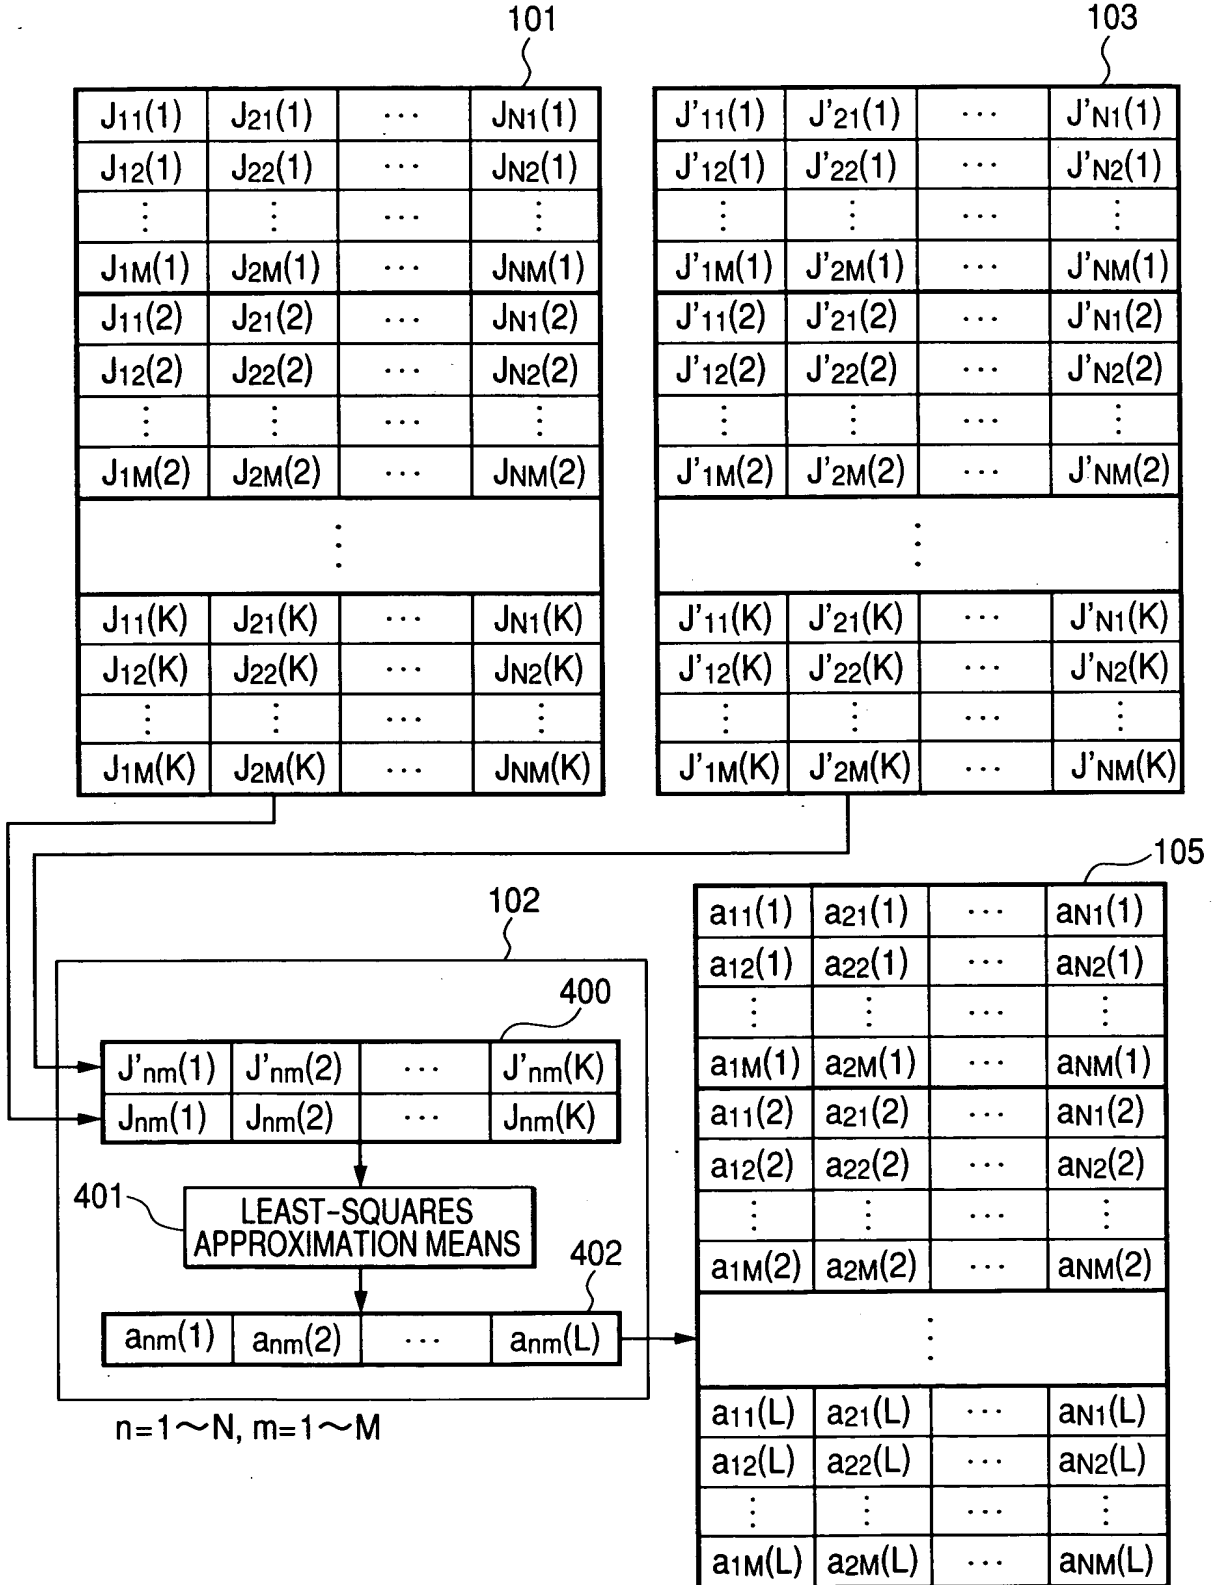 101
J11(1) J21(1) ... JN1(1)
J12(1) J22(1) ... JN2(1)
⋮ ⋮ ... ⋮
J1M(1) J2M(1) ... JNM(1)
J11(2) J21(2) ... JN1(2)
J12(2) J22(2) ... JN2(2)
⋮ ⋮ ... ⋮
J1M(2) J2M(2) ... JNM(2)
⋮
J11(K) J21(K) ... JN1(K)
J12(K) J22(K) ... JN2(K)
⋮ ⋮ ... ⋮
J1M(K) J2M(K) ... JNM(K)
103
J'11(1) J'21(1) ... J'N1(1)
J'12(1) J'22(1) ... J'N2(1)
⋮ ⋮ ... ⋮
J'1M(1) J'2M(1) ... J'NM(1)
J'11(2) J'21(2) ... J'N1(2)
J'12(2) J'22(2) ... J'N2(2)
⋮ ⋮ ... ⋮
J'1M(2) J'2M(2) ... J'NM(2)
⋮
J'11(K) J'21(K) ... J'N1(K)
J'12(K) J'22(K) ... J'N2(K)
⋮ ⋮ ... ⋮
J'1M(K) J'2M(K) ... J'NM(K)
102
400
J'nm(1) J'nm(2) ... J'nm(K)
Jnm(1) Jnm(2) ... Jnm(K)
401
LEAST-SQUARES
APPROXIMATION MEANS
402
anm(1) anm(2) ... anm(L)
n=1～N, m=1～M
105
a11(1) a21(1) ... aN1(1)
a12(1) a22(1) ... aN2(1)
⋮ ⋮ ... ⋮
a1M(1) a2M(1) ... aNM(1)
a11(2) a21(2) ... aN1(2)
a12(2) a22(2) ... aN2(2)
⋮ ⋮ ... ⋮
a1M(2) a2M(2) ... aNM(2)
⋮
a11(L) a21(L) ... aN1(L)
a12(L) a22(L) ... aN2(L)
⋮ ⋮ ... ⋮
a1M(L) a2M(L) ... aNM(L)